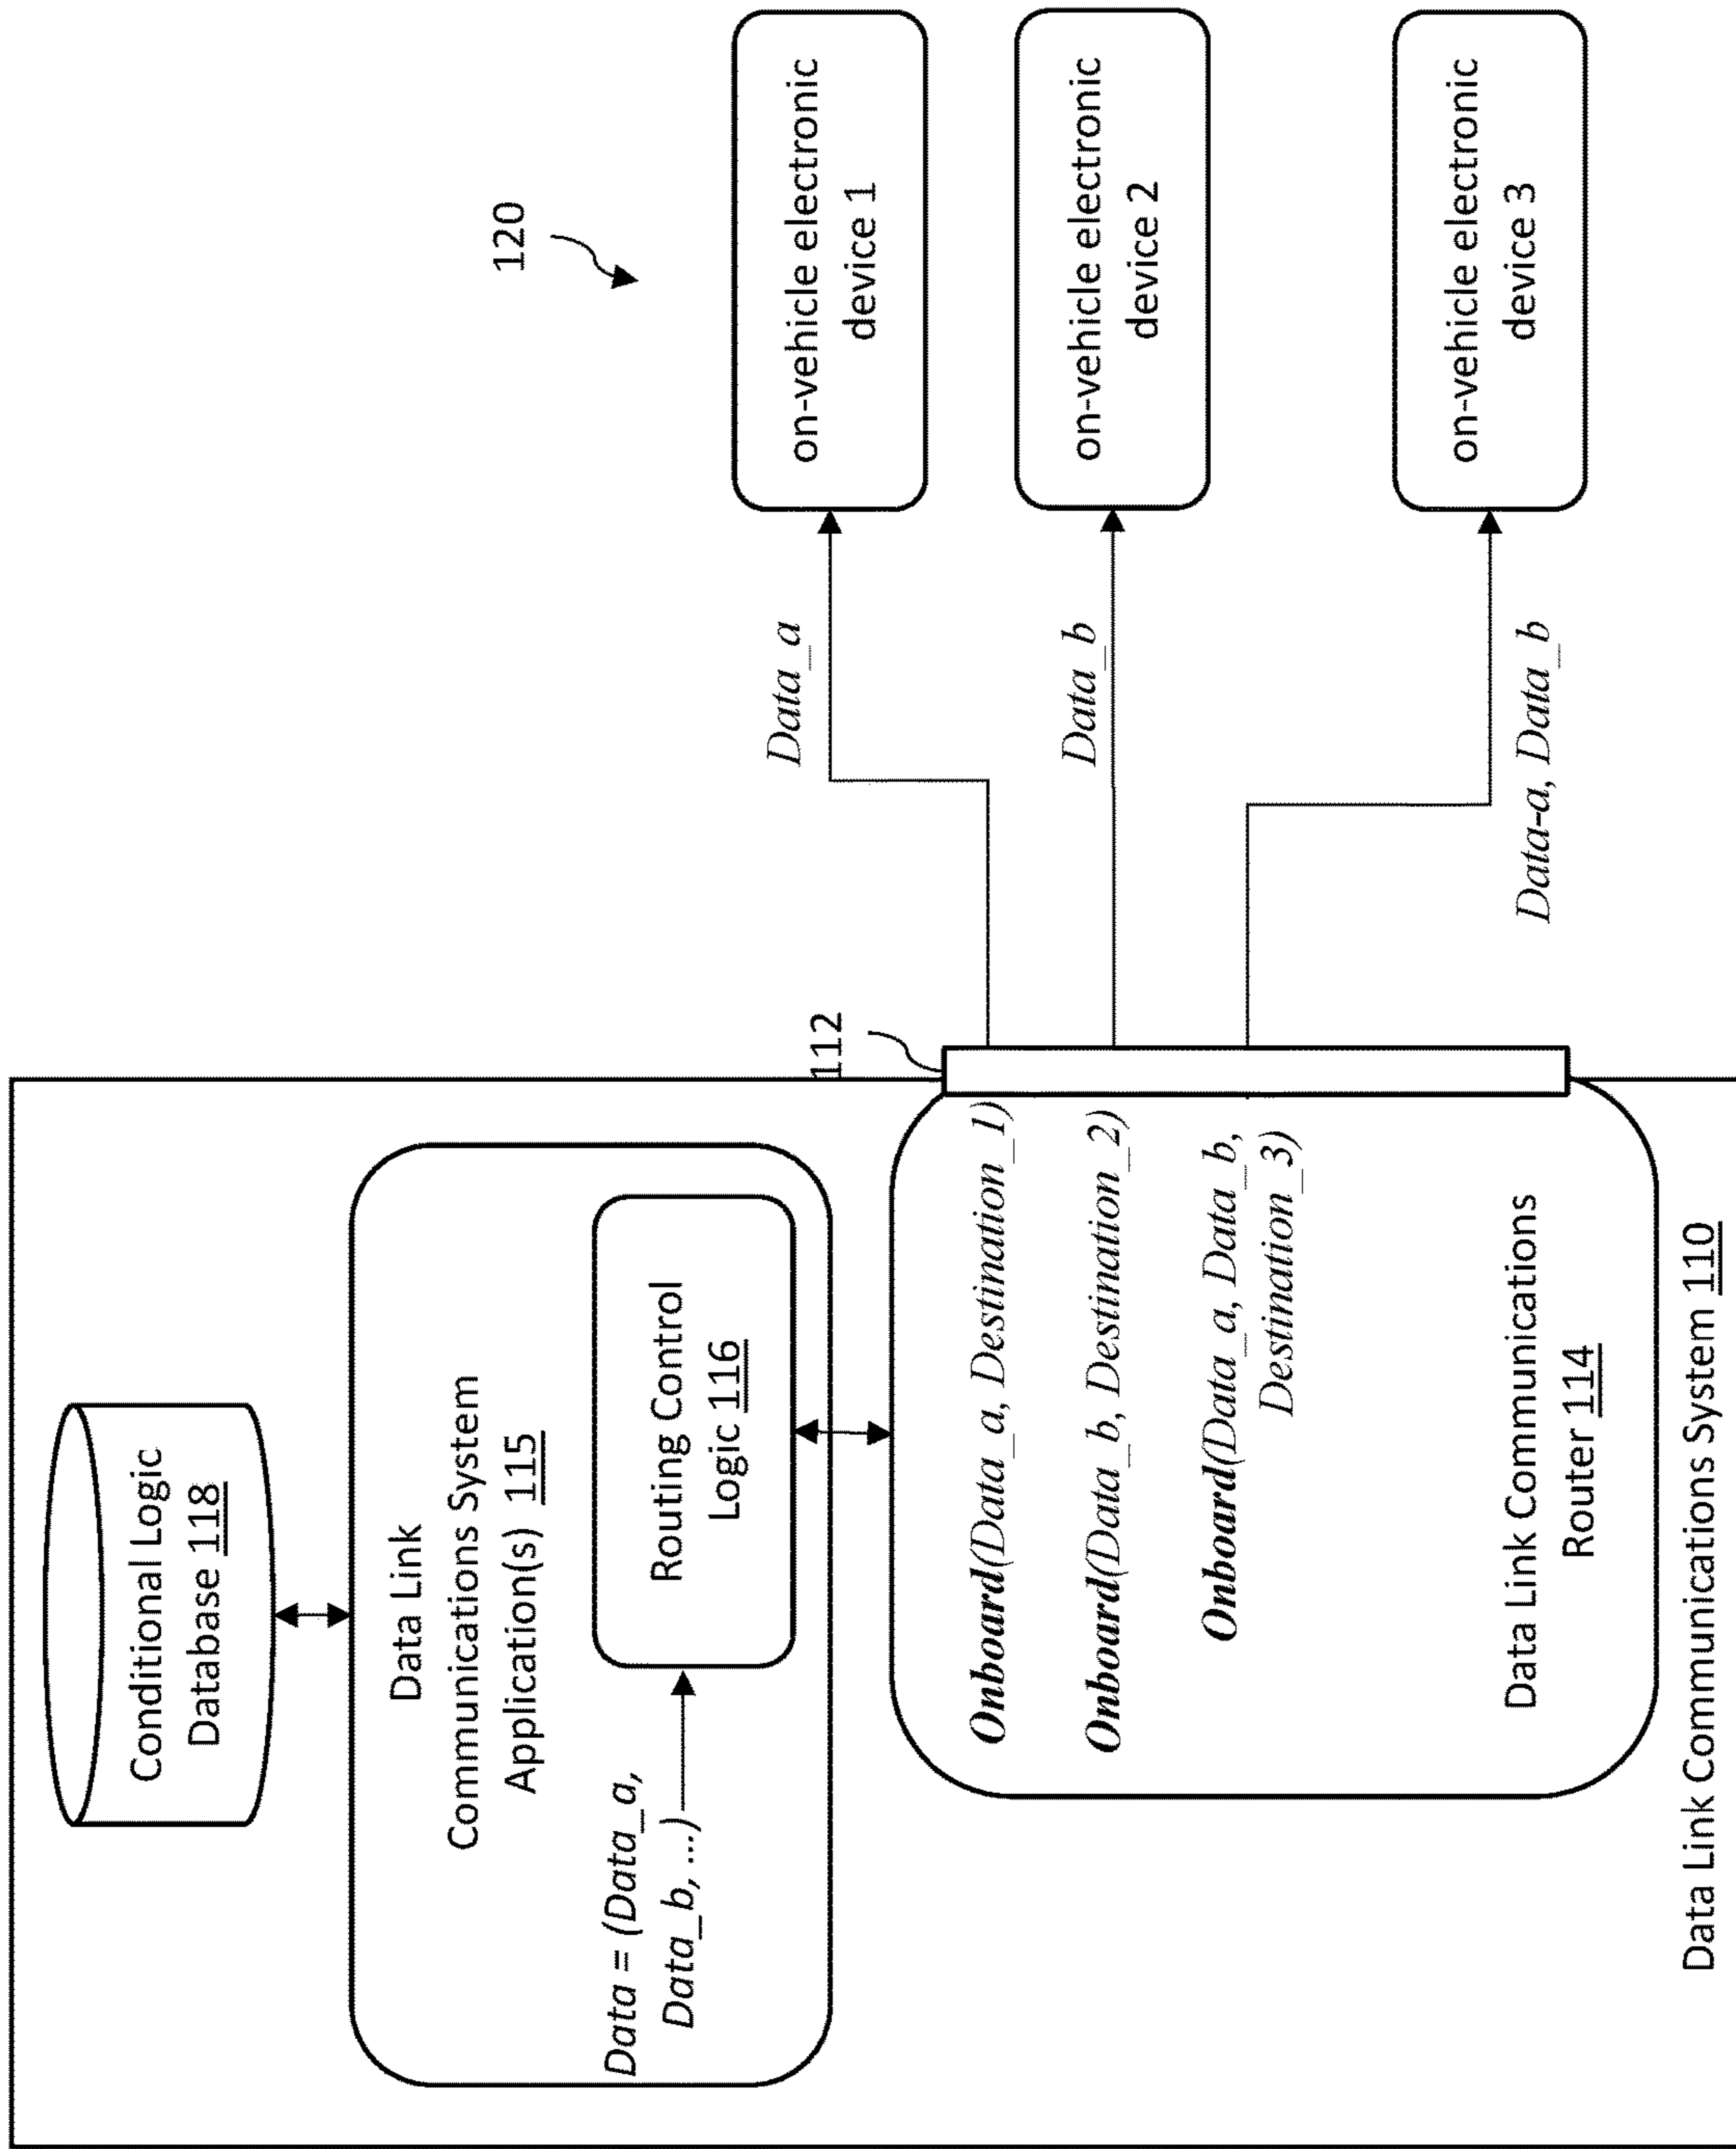 Conditional Logic
Database 118
Data Link
Communications System
Application(s) 115
Data = (Data_a,
Data_b, ...)
Routing Control
Logic 116
112
Onboard(Data_a, Destination_1)
Onboard(Data_b, Destination_2)
Onboard(Data_a, Data_b,
Destination_3)
Data Link Communications
Router 114
Data Link Communications System 110
120
Data_a
on-vehicle electronic
device 1
Data_b
on-vehicle electronic
device 2
Data-a, Data_b
on-vehicle electronic
device 3